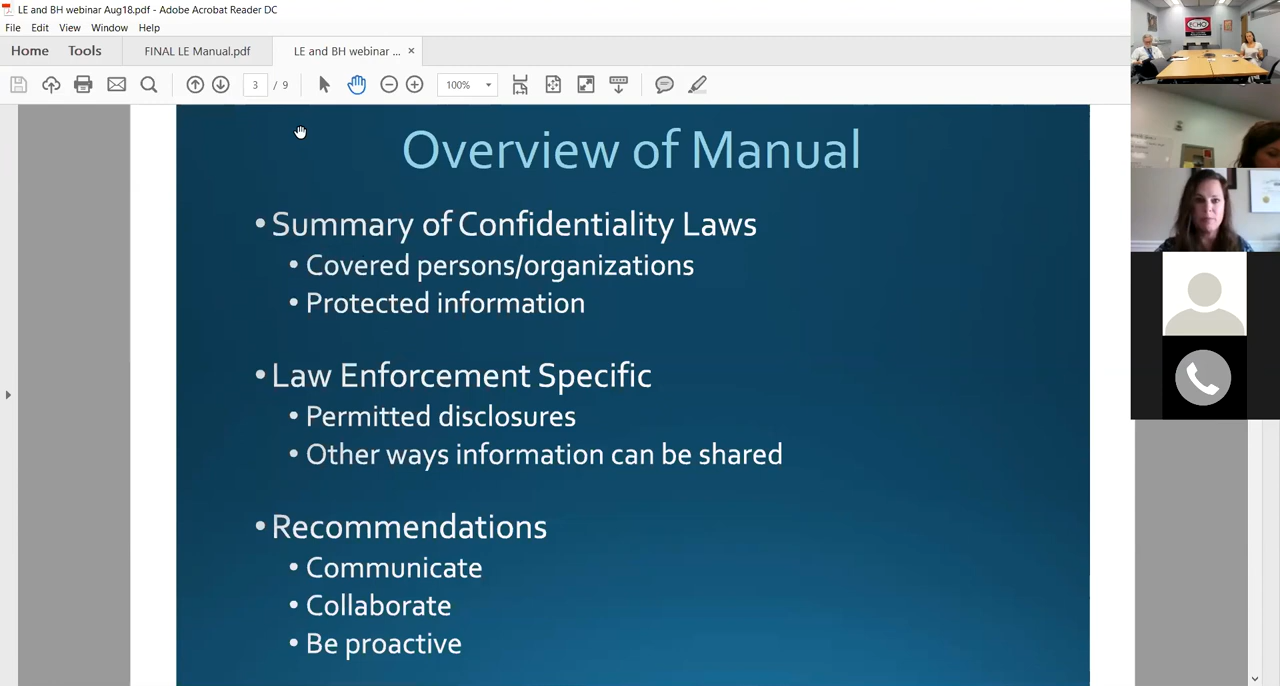 LE and BH webinar Aug18.pdf - Adobe Acrobat Reader DC
File Edit View Window Help
Home Tools FINAL LE Manual.pdf LE and BH webinar ... ×
3 / 9 100%
Overview of Manual
• Summary of Confidentiality Laws
• Covered persons/organizations
• Protected information
• Law Enforcement Specific
• Permitted disclosures
• Other ways information can be shared
• Recommendations
• Communicate
• Collaborate
• Be proactive
ECHO